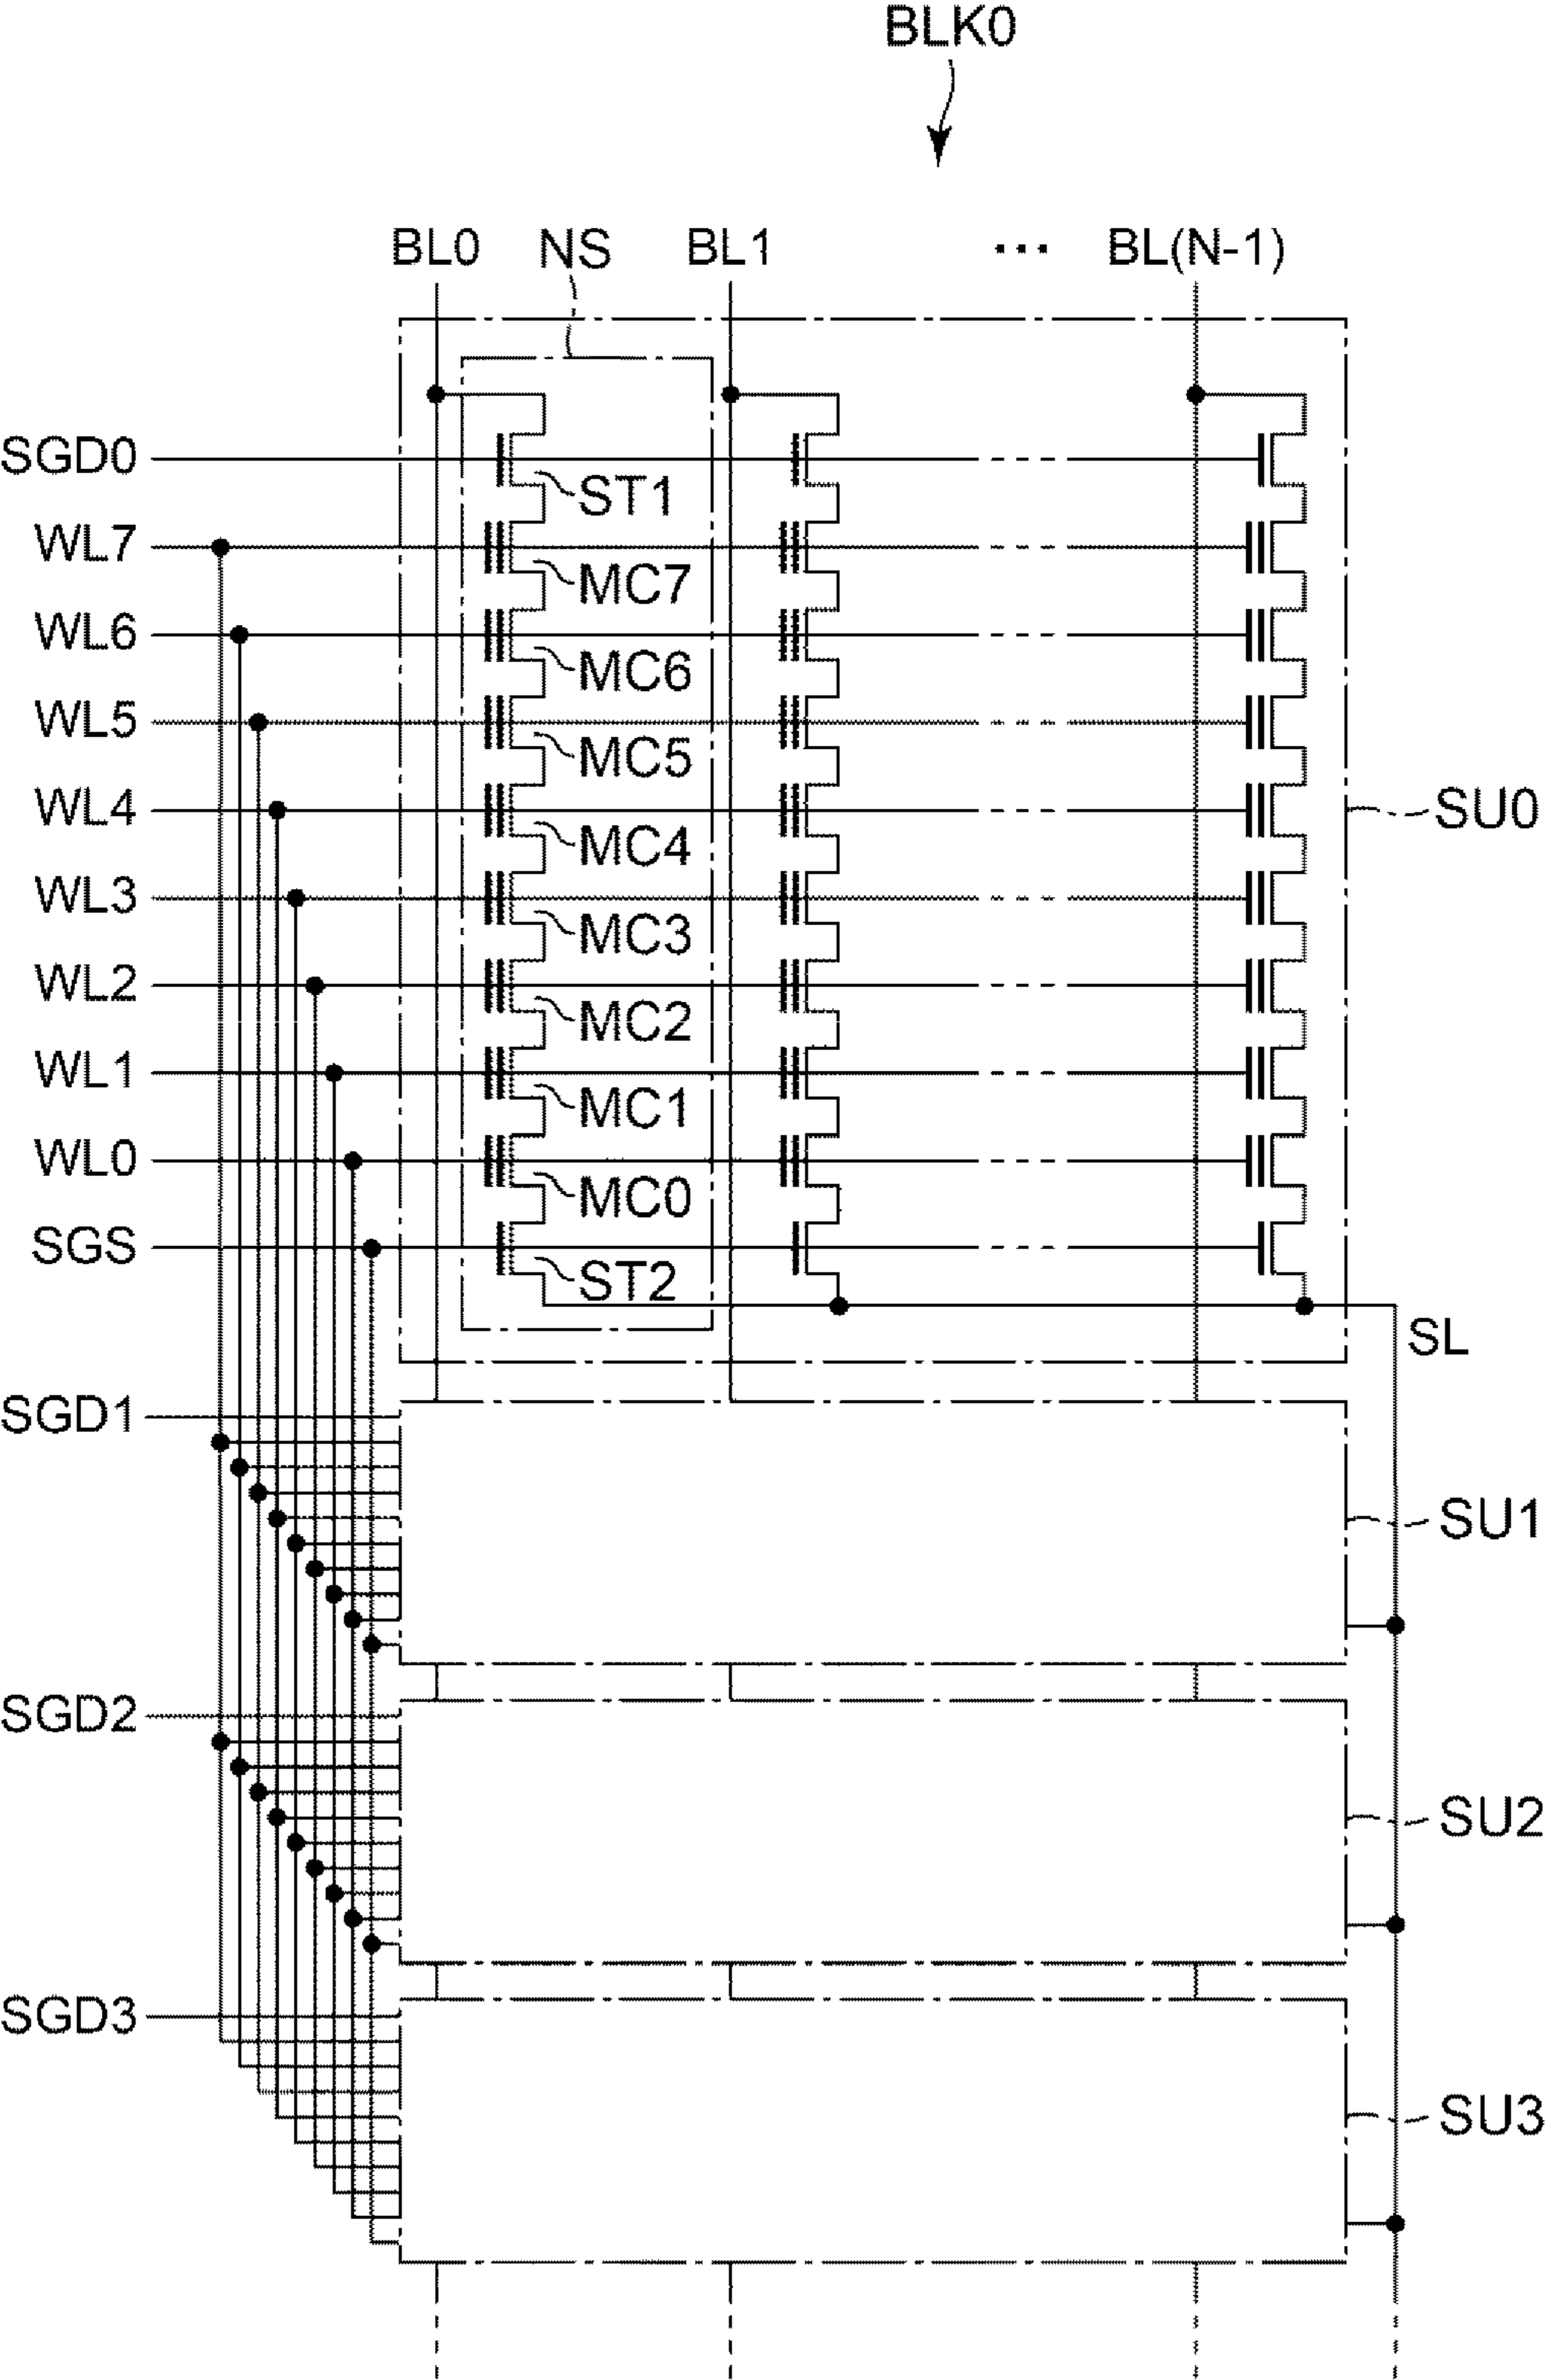 BLK0
BL0 NS BL1 ... BL(N-1)
SGD0
ST1
WL7
MC7
WL6
MC6
WL5
MC5
WL4
SU0
MC4
WL3
MC3
WL2
MC2
WL1
MC1
WL0
MC0
SGS
ST2
SL
SGD1
SU1
SGD2
SU2
SGD3
SU3